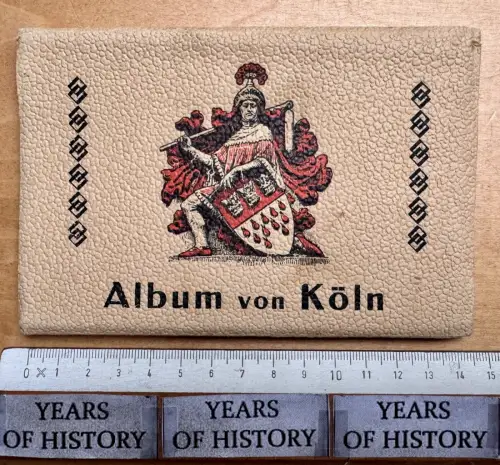 Album von Köln
0 1 2 3 4 5 6 7 8 9 10 11 12 13 14 15
YEARS
OF HISTORY
YEARS
OF HISTORY
YEARS
OF HISTORY